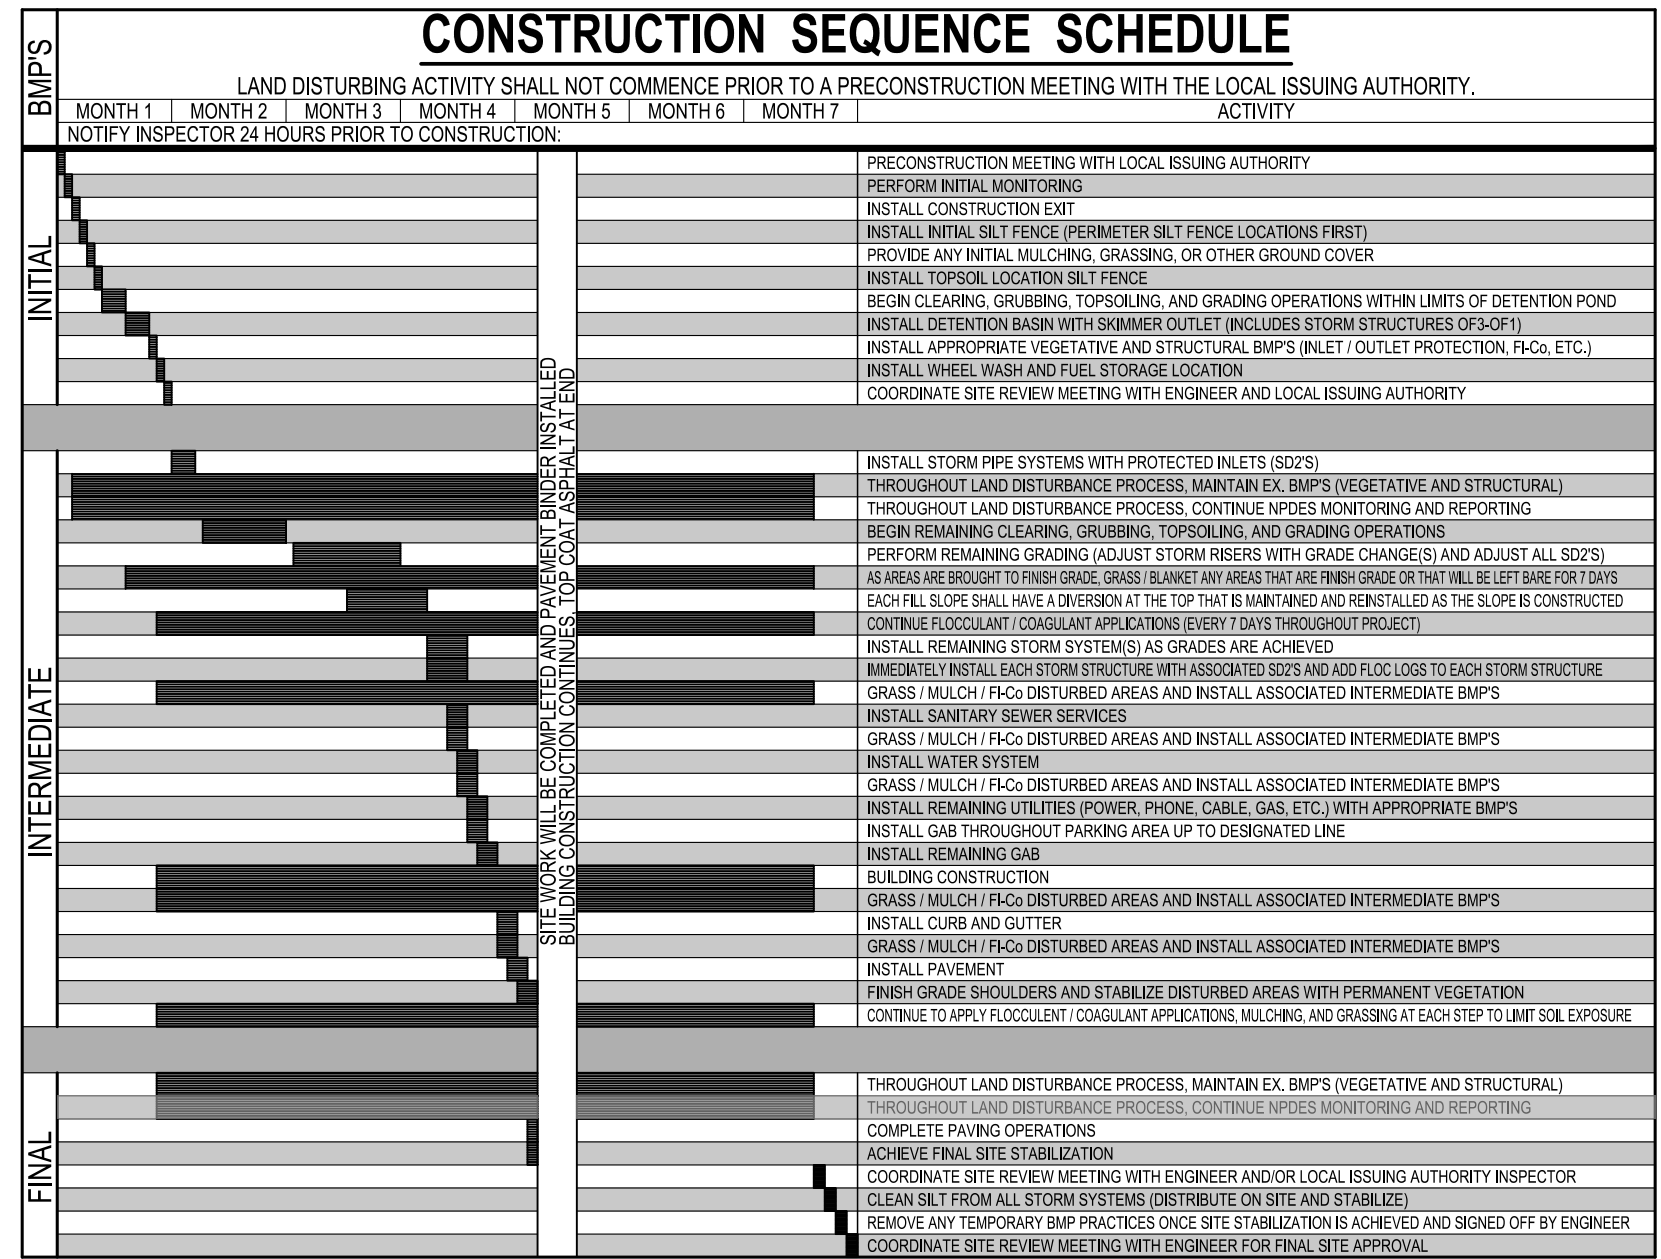 BMP'S
CONSTRUCTION SEQUENCE SCHEDULE
LAND DISTURBING ACTIVITY SHALL NOT COMMENCE PRIOR TO A PRECONSTRUCTION MEETING WITH THE LOCAL ISSUING AUTHORITY.
MONTH 1 MONTH 2 MONTH 3 MONTH 4 MONTH 5 MONTH 6 MONTH 7 ACTIVITY
NOTIFY INSPECTOR 24 HOURS PRIOR TO CONSTRUCTION:
INITIAL
PRECONSTRUCTION MEETING WITH LOCAL ISSUING AUTHORITY
PERFORM INITIAL MONITORING
INSTALL CONSTRUCTION EXIT
INSTALL INITIAL SILT FENCE (PERIMETER SILT FENCE LOCATIONS FIRST)
PROVIDE ANY INITIAL MULCHING, GRASSING, OR OTHER GROUND COVER
INSTALL TOPSOIL LOCATION SILT FENCE
BEGIN CLEARING, GRUBBING, TOPSOILING, AND GRADING OPERATIONS WITHIN LIMITS OF DETENTION POND
INSTALL DETENTION BASIN WITH SKIMMER OUTLET (INCLUDES STORM STRUCTURES OF3-OF1)
INSTALL APPROPRIATE VEGETATIVE AND STRUCTURAL BMP'S (INLET / OUTLET PROTECTION, Fl-Co, ETC.)
INSTALL WHEEL WASH AND FUEL STORAGE LOCATION
COORDINATE SITE REVIEW MEETING WITH ENGINEER AND LOCAL ISSUING AUTHORITY
SITE WORK WILL BE COMPLETED AND PAVEMENT BINDER INSTALLED
BUILDING CONSTRUCTION CONTINUES, TOP COAT ASPHALT AT END
INTERMEDIATE
INSTALL STORM PIPE SYSTEMS WITH PROTECTED INLETS (SD2'S)
THROUGHOUT LAND DISTURBANCE PROCESS, MAINTAIN EX. BMP'S (VEGETATIVE AND STRUCTURAL)
THROUGHOUT LAND DISTURBANCE PROCESS, CONTINUE NPDES MONITORING AND REPORTING
BEGIN REMAINING CLEARING, GRUBBING, TOPSOILING, AND GRADING OPERATIONS
PERFORM REMAINING GRADING (ADJUST STORM RISERS WITH GRADE CHANGE(S) AND ADJUST ALL SD2'S)
AS AREAS ARE BROUGHT TO FINISH GRADE, GRASS / BLANKET ANY AREAS THAT ARE FINISH GRADE OR THAT WILL BE LEFT BARE FOR 7 DAYS
EACH FILL SLOPE SHALL HAVE A DIVERSION AT THE TOP THAT IS MAINTAINED AND REINSTALLED AS THE SLOPE IS CONSTRUCTED
CONTINUE FLOCCULANT / COAGULANT APPLICATIONS (EVERY 7 DAYS THROUGHOUT PROJECT)
INSTALL REMAINING STORM SYSTEM(S) AS GRADES ARE ACHIEVED
IMMEDIATELY INSTALL EACH STORM STRUCTURE WITH ASSOCIATED SD2'S AND ADD FLOC LOGS TO EACH STORM STRUCTURE
GRASS / MULCH / Fl-Co DISTURBED AREAS AND INSTALL ASSOCIATED INTERMEDIATE BMP'S
INSTALL SANITARY SEWER SERVICES
GRASS / MULCH / Fl-Co DISTURBED AREAS AND INSTALL ASSOCIATED INTERMEDIATE BMP'S
INSTALL WATER SYSTEM
GRASS / MULCH / Fl-Co DISTURBED AREAS AND INSTALL ASSOCIATED INTERMEDIATE BMP'S
INSTALL REMAINING UTILITIES (POWER, PHONE, CABLE, GAS, ETC.) WITH APPROPRIATE BMP'S
INSTALL GAB THROUGHOUT PARKING AREA UP TO DESIGNATED LINE
INSTALL REMAINING GAB
BUILDING CONSTRUCTION
GRASS / MULCH / Fl-Co DISTURBED AREAS AND INSTALL ASSOCIATED INTERMEDIATE BMP'S
INSTALL CURB AND GUTTER
GRASS / MULCH / Fl-Co DISTURBED AREAS AND INSTALL ASSOCIATED INTERMEDIATE BMP'S
INSTALL PAVEMENT
FINISH GRADE SHOULDERS AND STABILIZE DISTURBED AREAS WITH PERMANENT VEGETATION
CONTINUE TO APPLY FLOCCULENT / COAGULANT APPLICATIONS, MULCHING, AND GRASSING AT EACH STEP TO LIMIT SOIL EXPOSURE
FINAL
THROUGHOUT LAND DISTURBANCE PROCESS, MAINTAIN EX. BMP'S (VEGETATIVE AND STRUCTURAL)
THROUGHOUT LAND DISTURBANCE PROCESS, CONTINUE NPDES MONITORING AND REPORTING
COMPLETE PAVING OPERATIONS
ACHIEVE FINAL SITE STABILIZATION
COORDINATE SITE REVIEW MEETING WITH ENGINEER AND/OR LOCAL ISSUING AUTHORITY INSPECTOR
CLEAN SILT FROM ALL STORM SYSTEMS (DISTRIBUTE ON SITE AND STABILIZE)
REMOVE ANY TEMPORARY BMP PRACTICES ONCE SITE STABILIZATION IS ACHIEVED AND SIGNED OFF BY ENGINEER
COORDINATE SITE REVIEW MEETING WITH ENGINEER FOR FINAL SITE APPROVAL